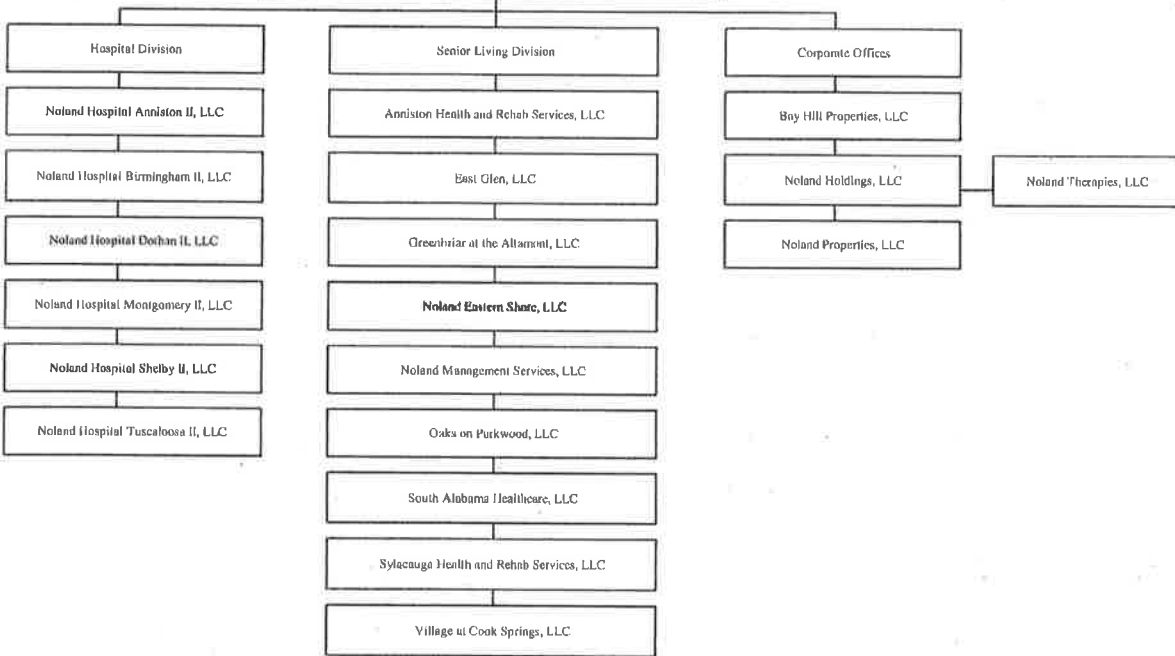 Hospital Division
Noland Hospital Anniston II, LLC
Noland Hospital Birmingham II, LLC
Noland Hospital Dothan II, LLC
Noland Hospital Montgomery II, LLC
Noland Hospital Shelby II, LLC
Noland Hospital Tuscaloosa II, LLC
Senior Living Division
Anniston Health and Rehab Services, LLC
East Glen, LLC
Greenbriar at the Altamont, LLC
Noland Eastern Shore, LLC
Noland Management Services, LLC
Oaks on Parkwood, LLC
South Alabama Healthcare, LLC
Sylacauga Health and Rehab Services, LLC
Village at Cook Springs, LLC
Corporate Offices
Bay Hill Properties, LLC
Noland Holdings, LLC
Noland Therapies, LLC
Noland Properties, LLC